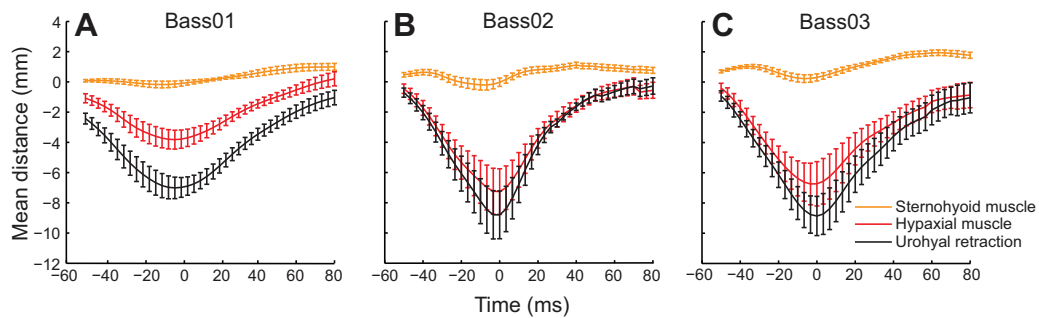 A Bass01
B Bass02
C Bass03
Mean distance (mm)
4
2
0
−2
−4
−6
−8
−10
−12
−60 −40 −20 0 20 40 60 80
−60 −40 −20 0 20 40 60 80
−60 −40 −20 0 20 40 60 80
Time (ms)
Sternohyoid muscle
Hypaxial muscle
Urohyal retraction